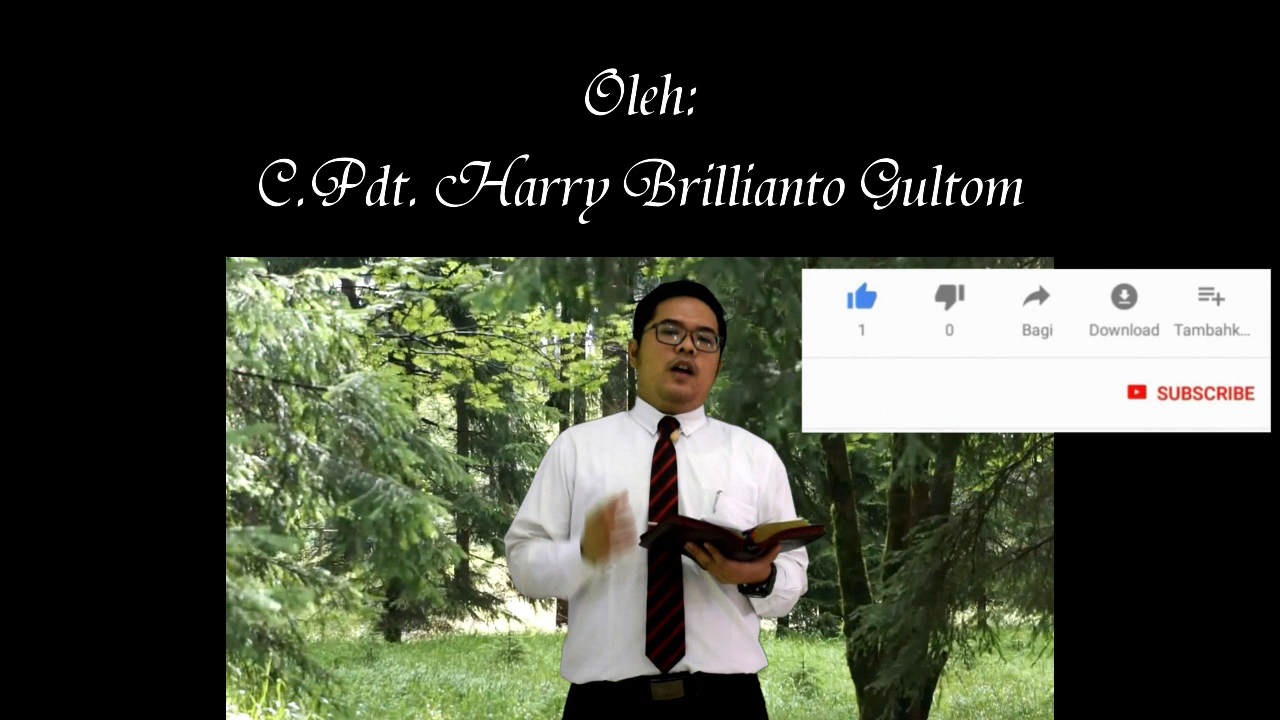 Oleh:
C.Pdt. Harry Brillianto Gultom
1
0
Bagi
Download
Tambahk...
SUBSCRIBE